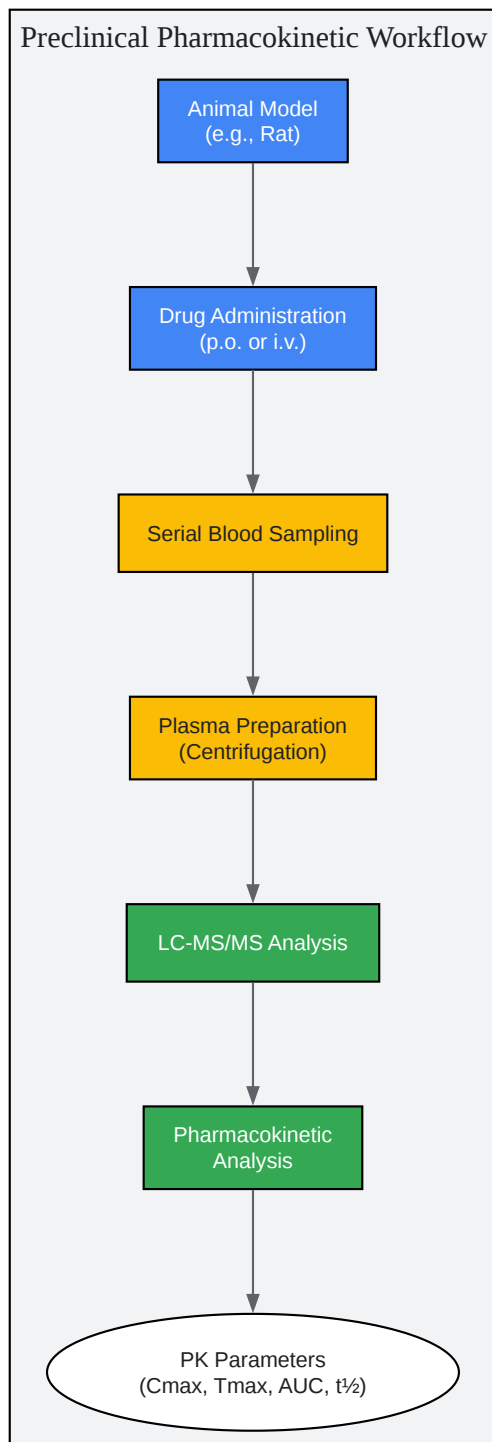 Preclinical Pharmacokinetic Workflow
Animal Model
(e.g., Rat)
Drug Administration
(p.o. or i.v.)
Serial Blood Sampling
Plasma Preparation
(Centrifugation)
LC-MS/MS Analysis
Pharmacokinetic
Analysis
PK Parameters
(Cmax, Tmax, AUC, t½)